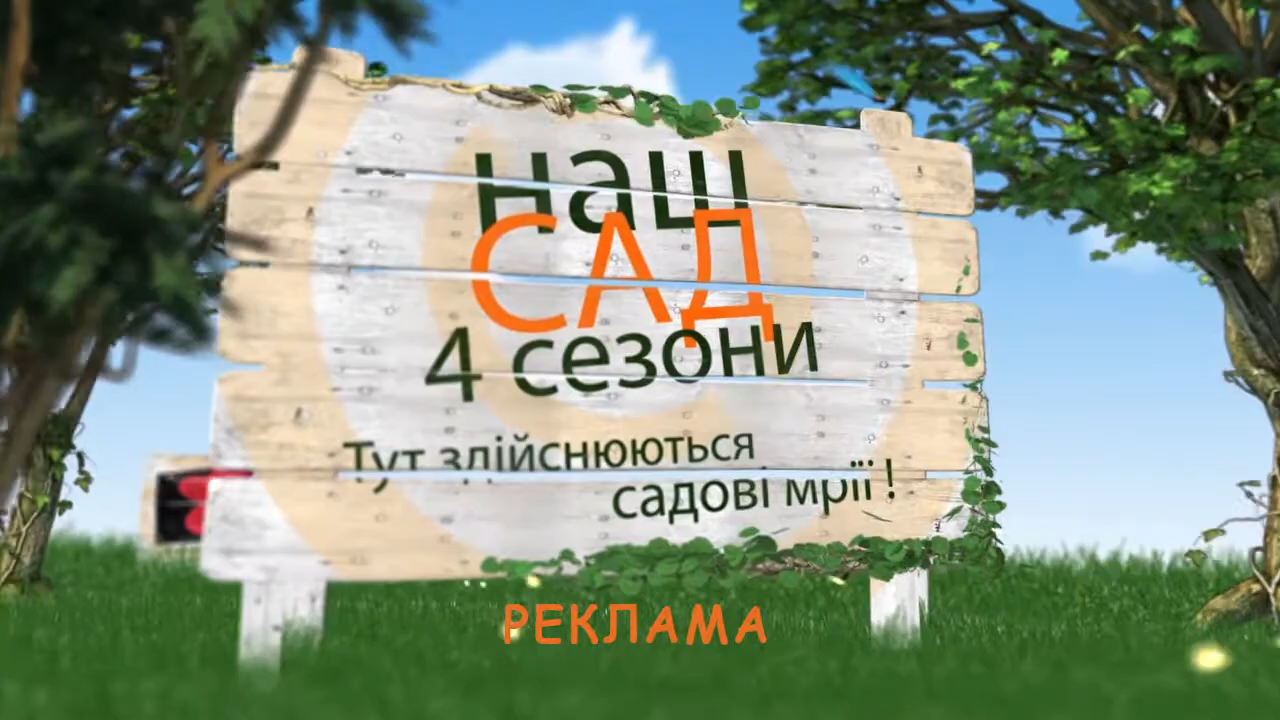 наш
САД
4 сезони
Тут здійснюються
садові мрії !
РЕКЛАМА